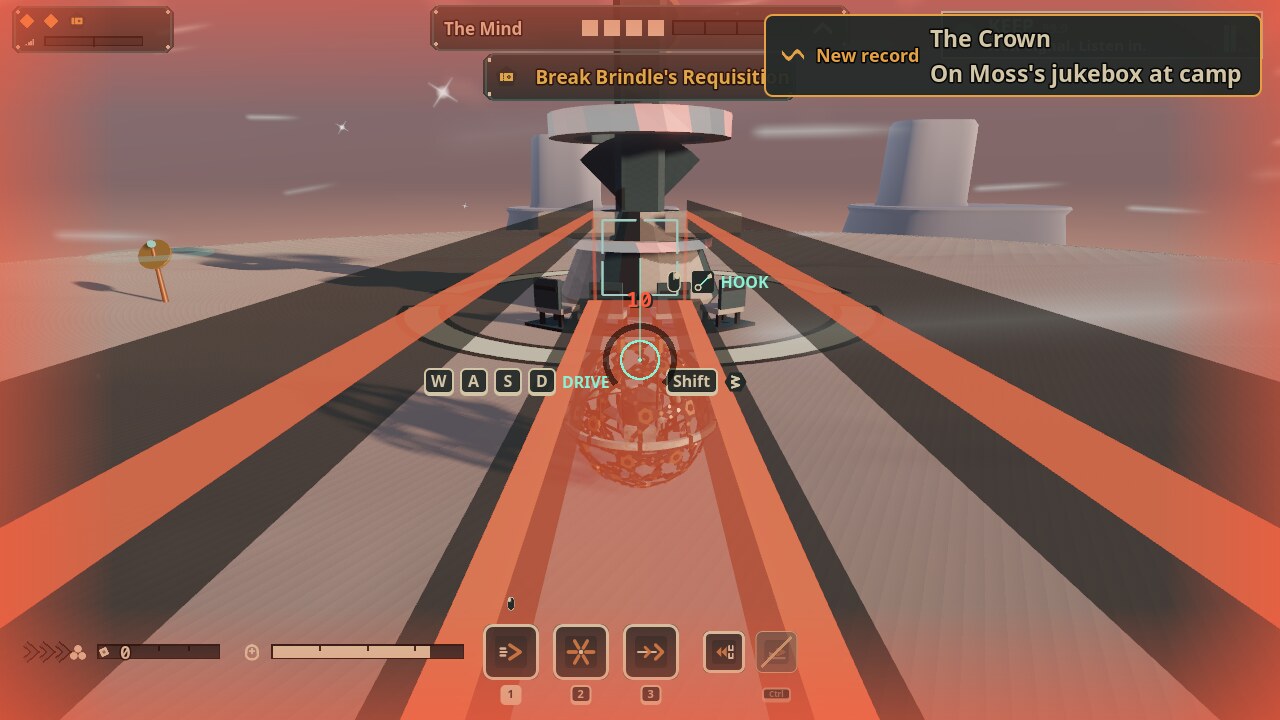 The Mind
Break Brindle's Requisiti
New record
The Crown
On Moss's jukebox at camp
HOOK
10
W A S D DRIVE
Shift
0
1
2
3
Ctrl